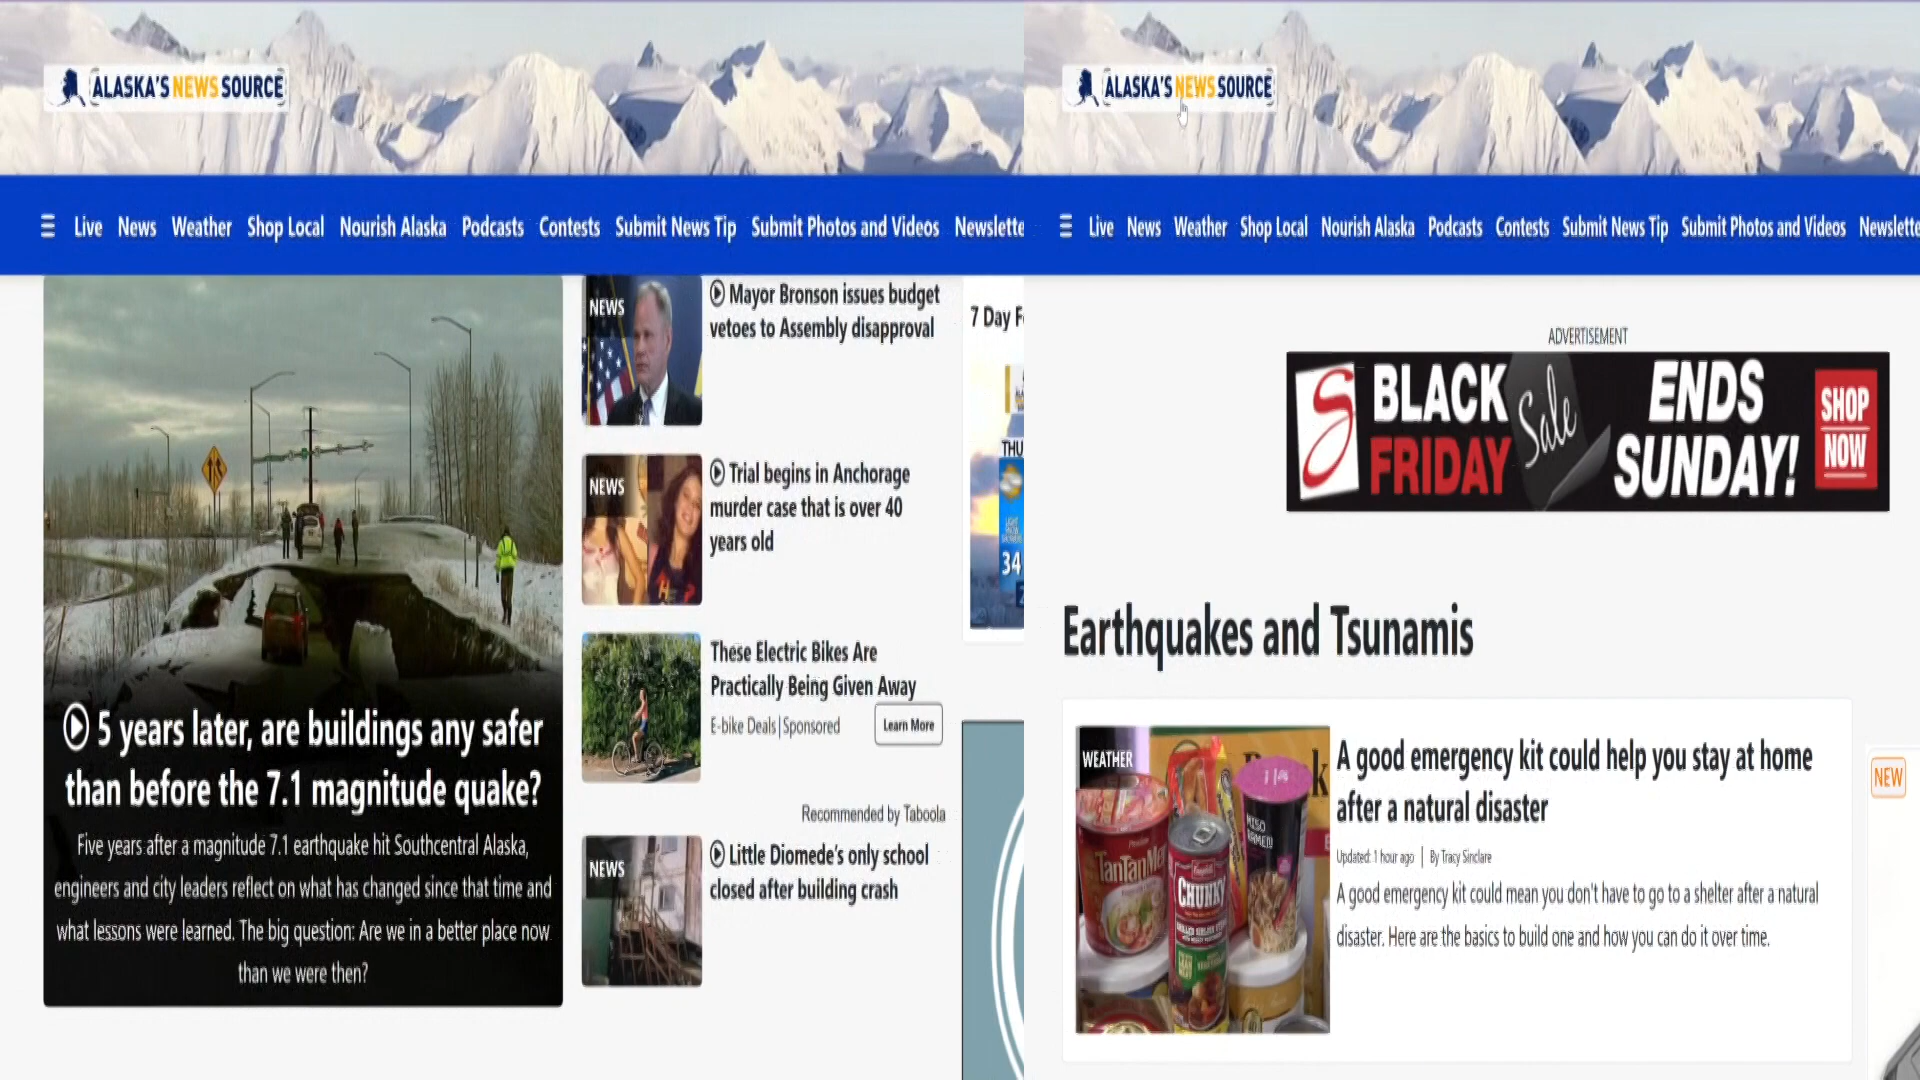 ALASKA'S NEWS SOURCE
Live News Weather Shop Local Nourish Alaska Podcasts Contests Submit News Tip Submit Photos and Videos Newslette
5 years later, are buildings any safer
than before the 7.1 magnitude quake?
Five years after a magnitude 7.1 earthquake hit Southcentral Alaska,
engineers and city leaders reflect on what has changed since that time and
what lessons were learned. The big question: Are we in a better place now
than we were then?
NEWS
Mayor Bronson issues budget
vetoes to Assembly disapproval
NEWS
Trial begins in Anchorage
murder case that is over 40
years old
These Electric Bikes Are
Practically Being Given Away
E-bike Deals | Sponsored
Learn More
Recommended by Taboola
NEWS
Little Diomede's only school
closed after building crash
7 Day F
THU
34
ALASKA'S NEWS SOURCE
Live News Weather Shop Local Nourish Alaska Podcasts Contests Submit News Tip Submit Photos and Videos Newslette
ADVERTISEMENT
S
BLACK
FRIDAY
Sale
ENDS
SUNDAY!
SHOP
NOW
Earthquakes and Tsunamis
WEATHER
TanTanMe
CHUNKY
MISO
RAMEN
A good emergency kit could help you stay at home
after a natural disaster
Updated: 1 hour ago | By Tracy Sinclare
A good emergency kit could mean you don't have to go to a shelter after a natural
disaster. Here are the basics to build one and how you can do it over time.
NEW